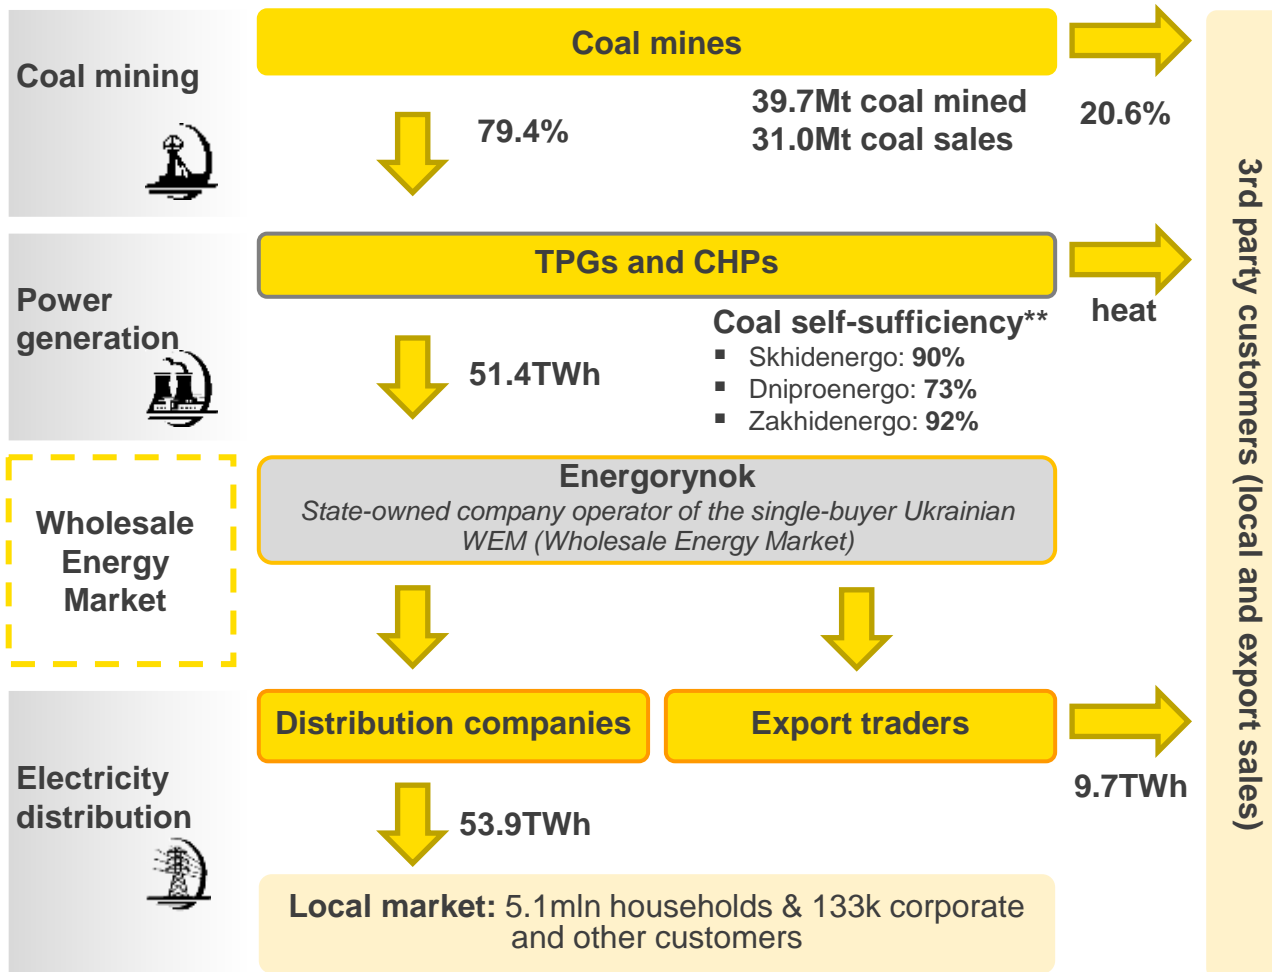 Coal mining
Coal mines
79.4%
39.7Mt coal mined
31.0Mt coal sales
20.6%
Power
generation
TPGs and CHPs
51.4TWh
Coal self-sufficiency**
▪ Skhidenergo: 90%
▪ Dniproenergo: 73%
▪ Zakhidenergo: 92%
heat
Wholesale
Energy
Market
Energorynok
State-owned company operator of the single-buyer Ukrainian
WEM (Wholesale Energy Market)
Electricity
distribution
Distribution companies
Export traders
9.7TWh
53.9TWh
Local market: 5.1mln households & 133k corporate
and other customers
3rd party customers (local and export sales)